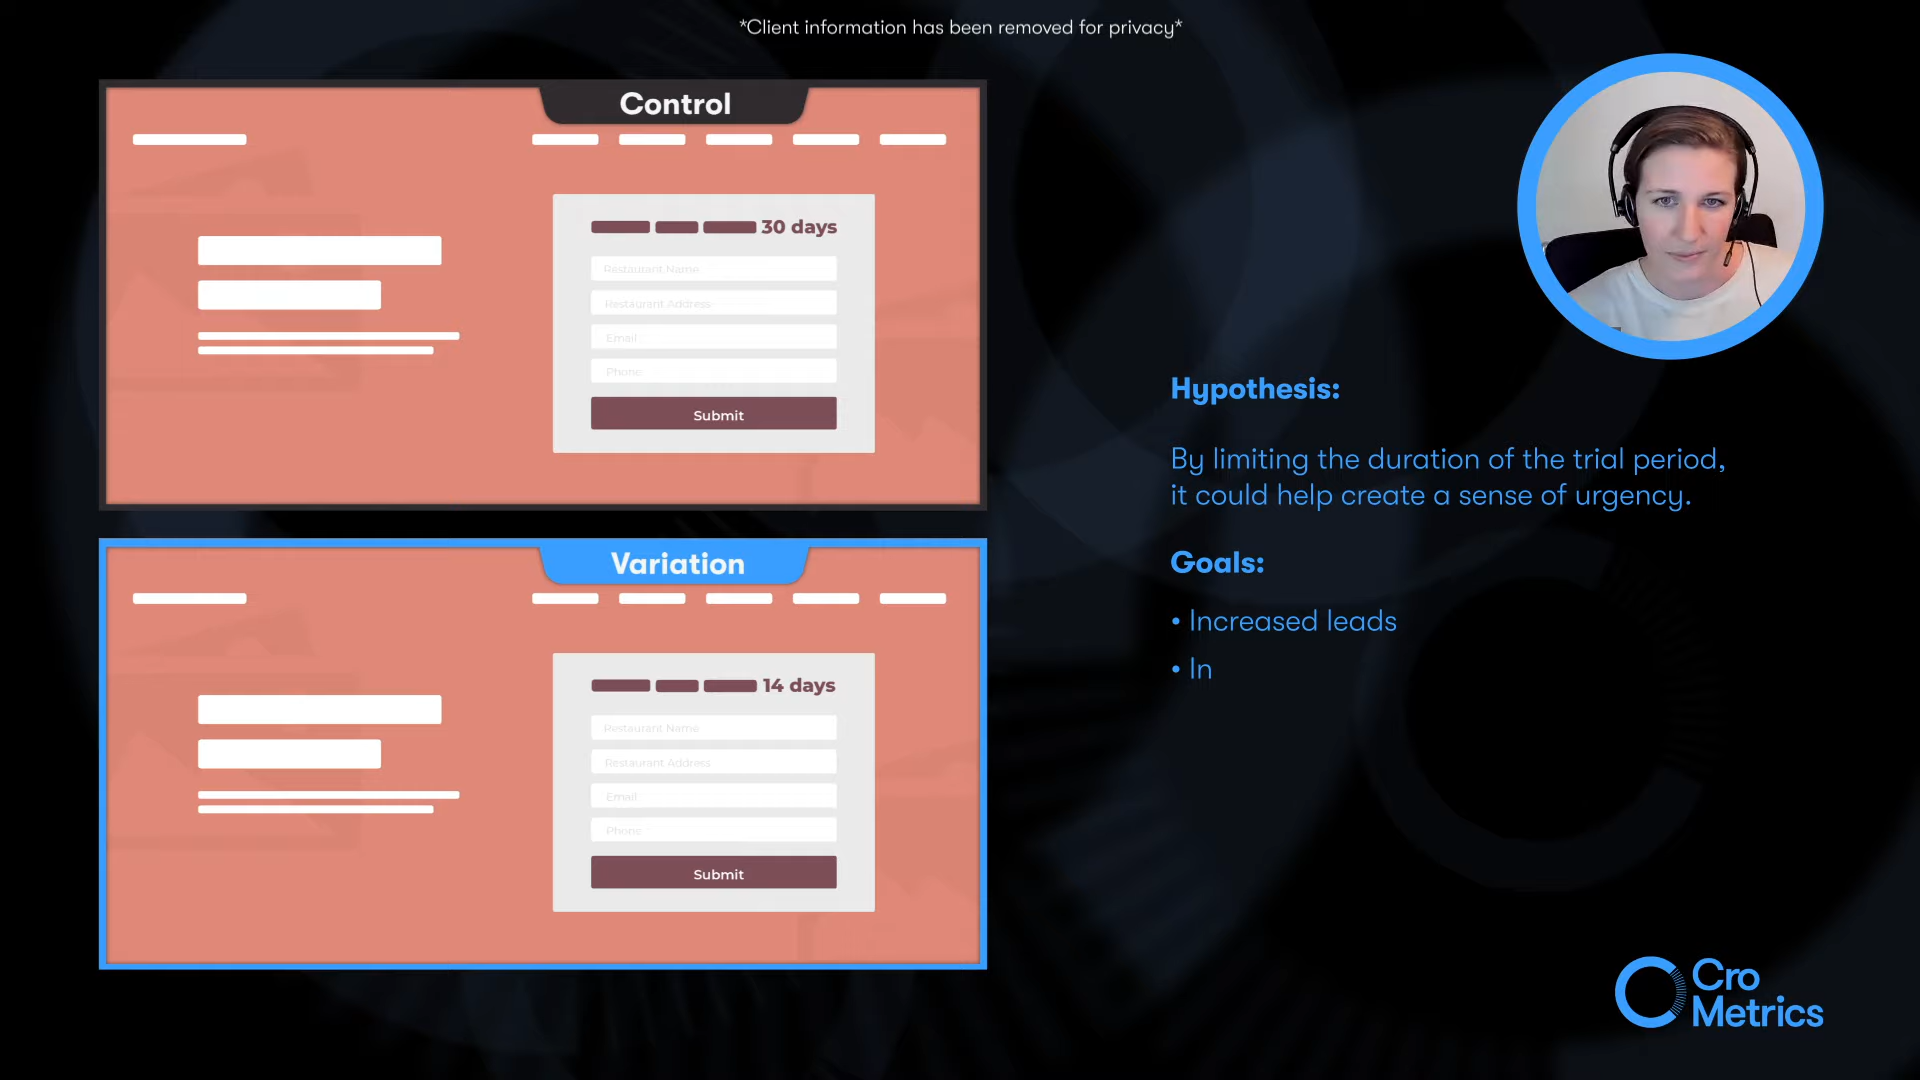 *Client information has been removed for privacy*
Control
30 days
Restaurant Name
Restaurant Address
Email
Phone
Submit
Variation
14 days
Restaurant Name
Restaurant Address
Email
Phone
Submit
Hypothesis:
By limiting the duration of the trial period,
it could help create a sense of urgency.
Goals:
• Increased leads
• In
Cro
Metrics